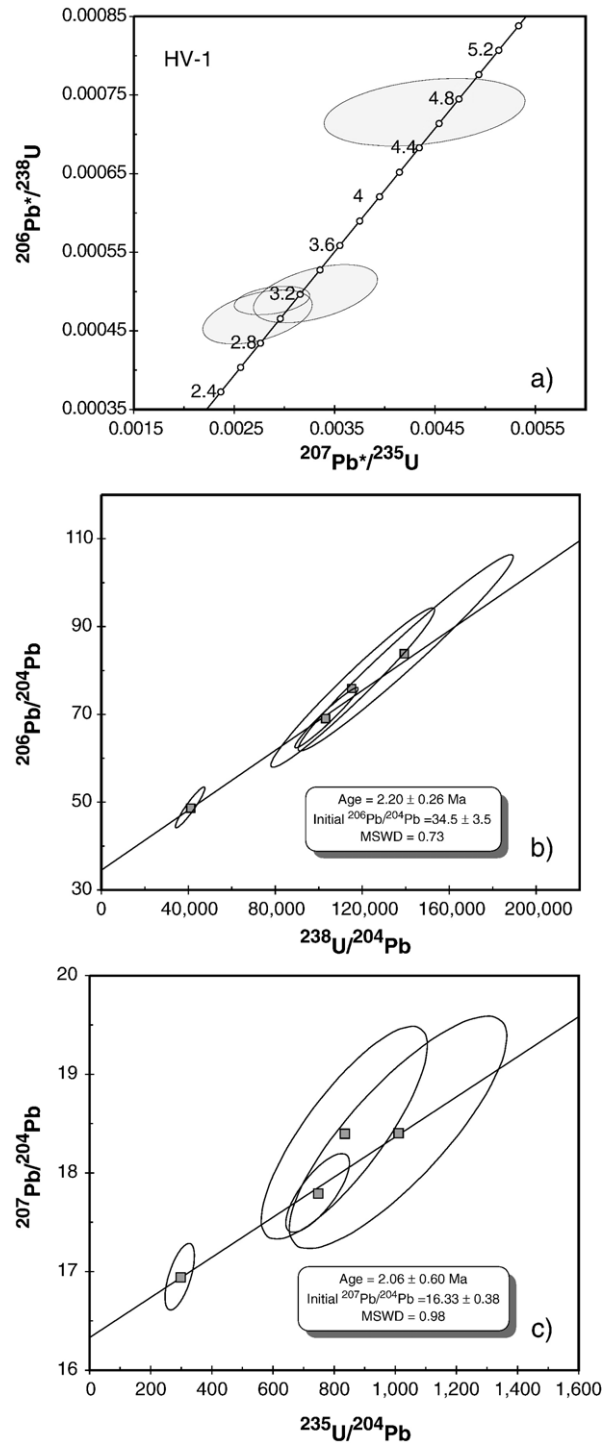 0.00085
HV-1
5.2
0.00075
4.8
4.4
0.00065
4
206Pb*/238U
3.6
0.00055
3.2
0.00045
2.8
2.4
a)
0.00035
0.0015 0.0025 0.0035 0.0045 0.0055
207Pb*/235U
110
90
206Pb/204Pb
70
50
Age = 2.20 ± 0.26 Ma
Initial 206Pb/204Pb =34.5 ± 3.5
MSWD = 0.73
b)
30
0 40,000 80,000 120,000 160,000 200,000
238U/204Pb
20
19
207Pb/204Pb
18
17
Age = 2.06 ± 0.60 Ma
Initial 207Pb/204Pb =16.33 ± 0.38
MSWD = 0.98
c)
16
0 200 400 600 800 1,000 1,200 1,400 1,600
235U/204Pb